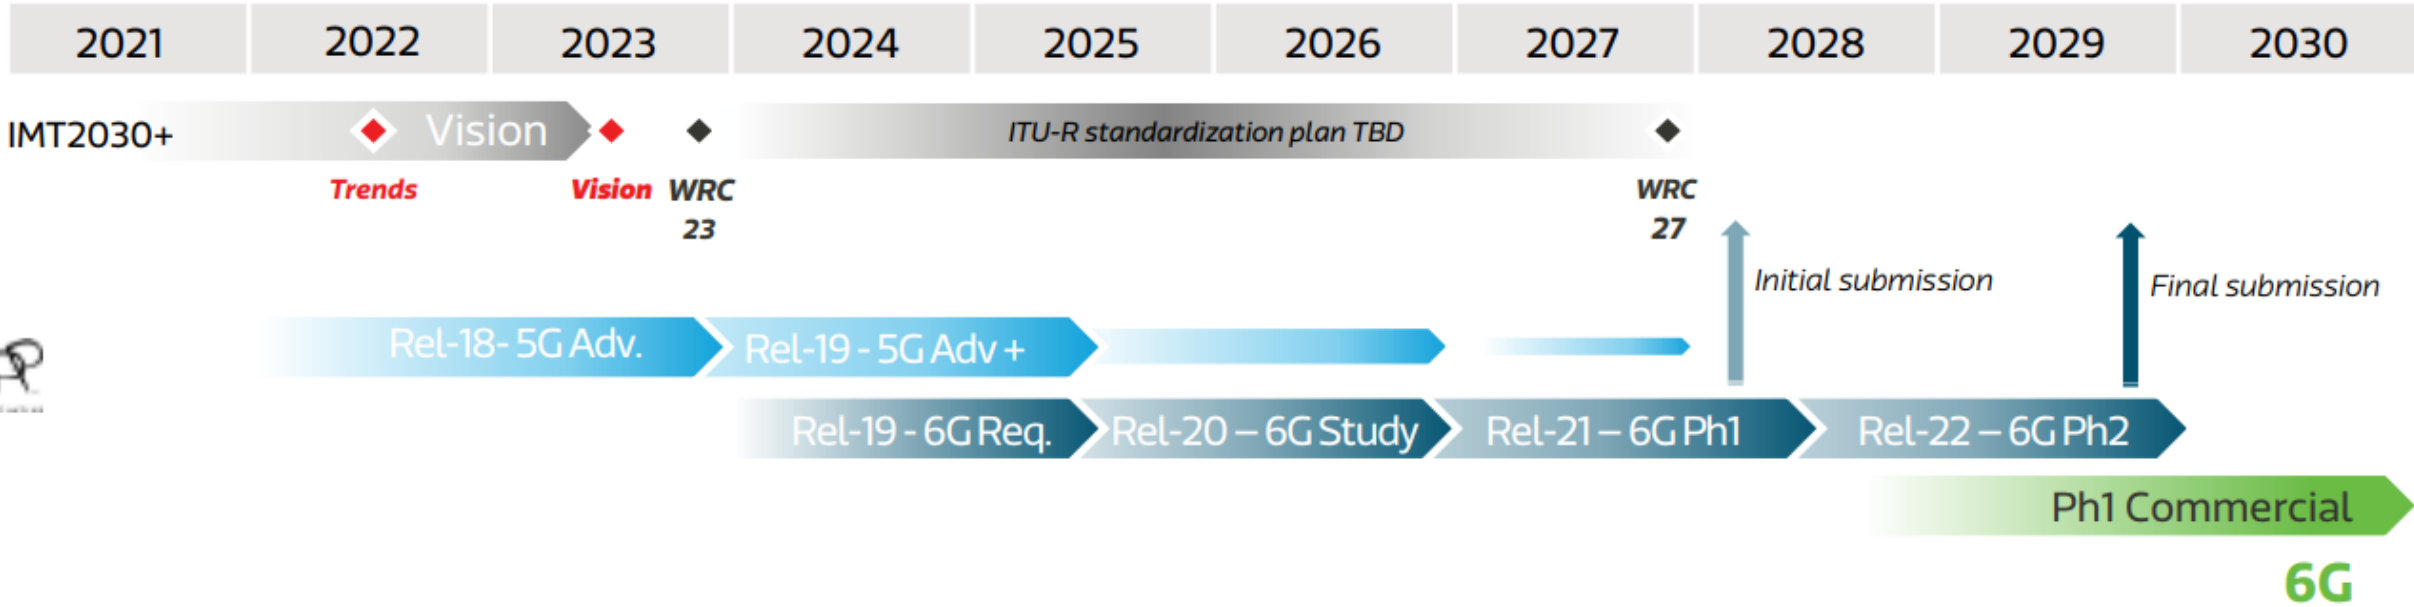 2021 2022 2023 2024 2025 2026 2027 2028 2029 2030
IMT2030+ Vision ITU-R standardization plan TBD
Trends Vision WRC WRC
23 27
Initial submission Final submission
Rel-18- 5G Adv. Rel-19 - 5G Adv +
Rel-19 - 6G Req. Rel-20 – 6G Study Rel-21 – 6G Ph1 Rel-22 – 6G Ph2
Ph1 Commercial
6G